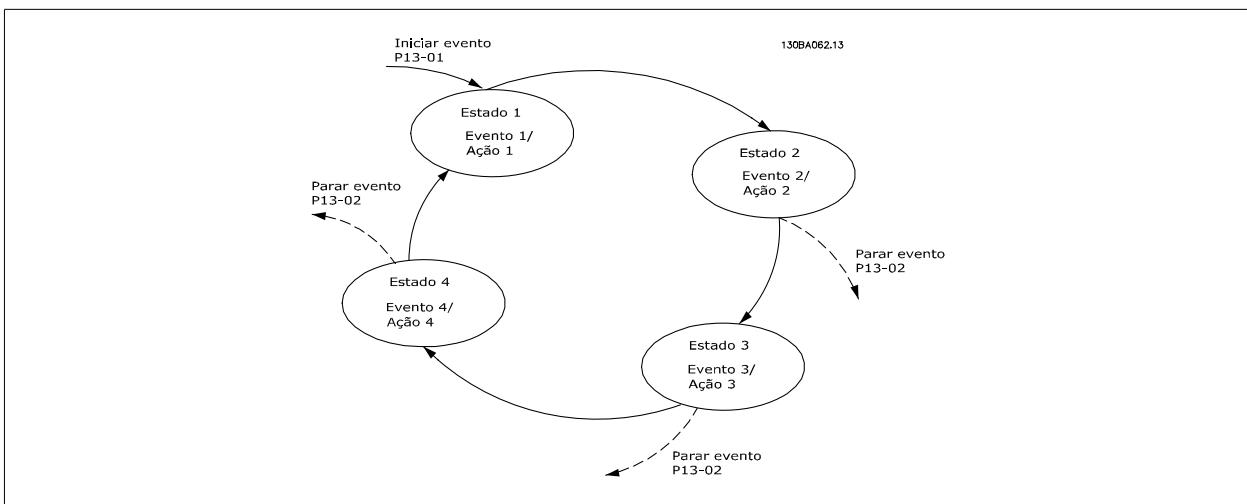 Iniciar evento
P13-01
130BA062.13
Estado 1
Evento 1/
Ação 1
Estado 2
Evento 2/
Ação 2
Parar evento
P13-02
Parar evento
P13-02
Estado 4
Evento 4/
Ação 4
Estado 3
Evento 3/
Ação 3
Parar evento
P13-02